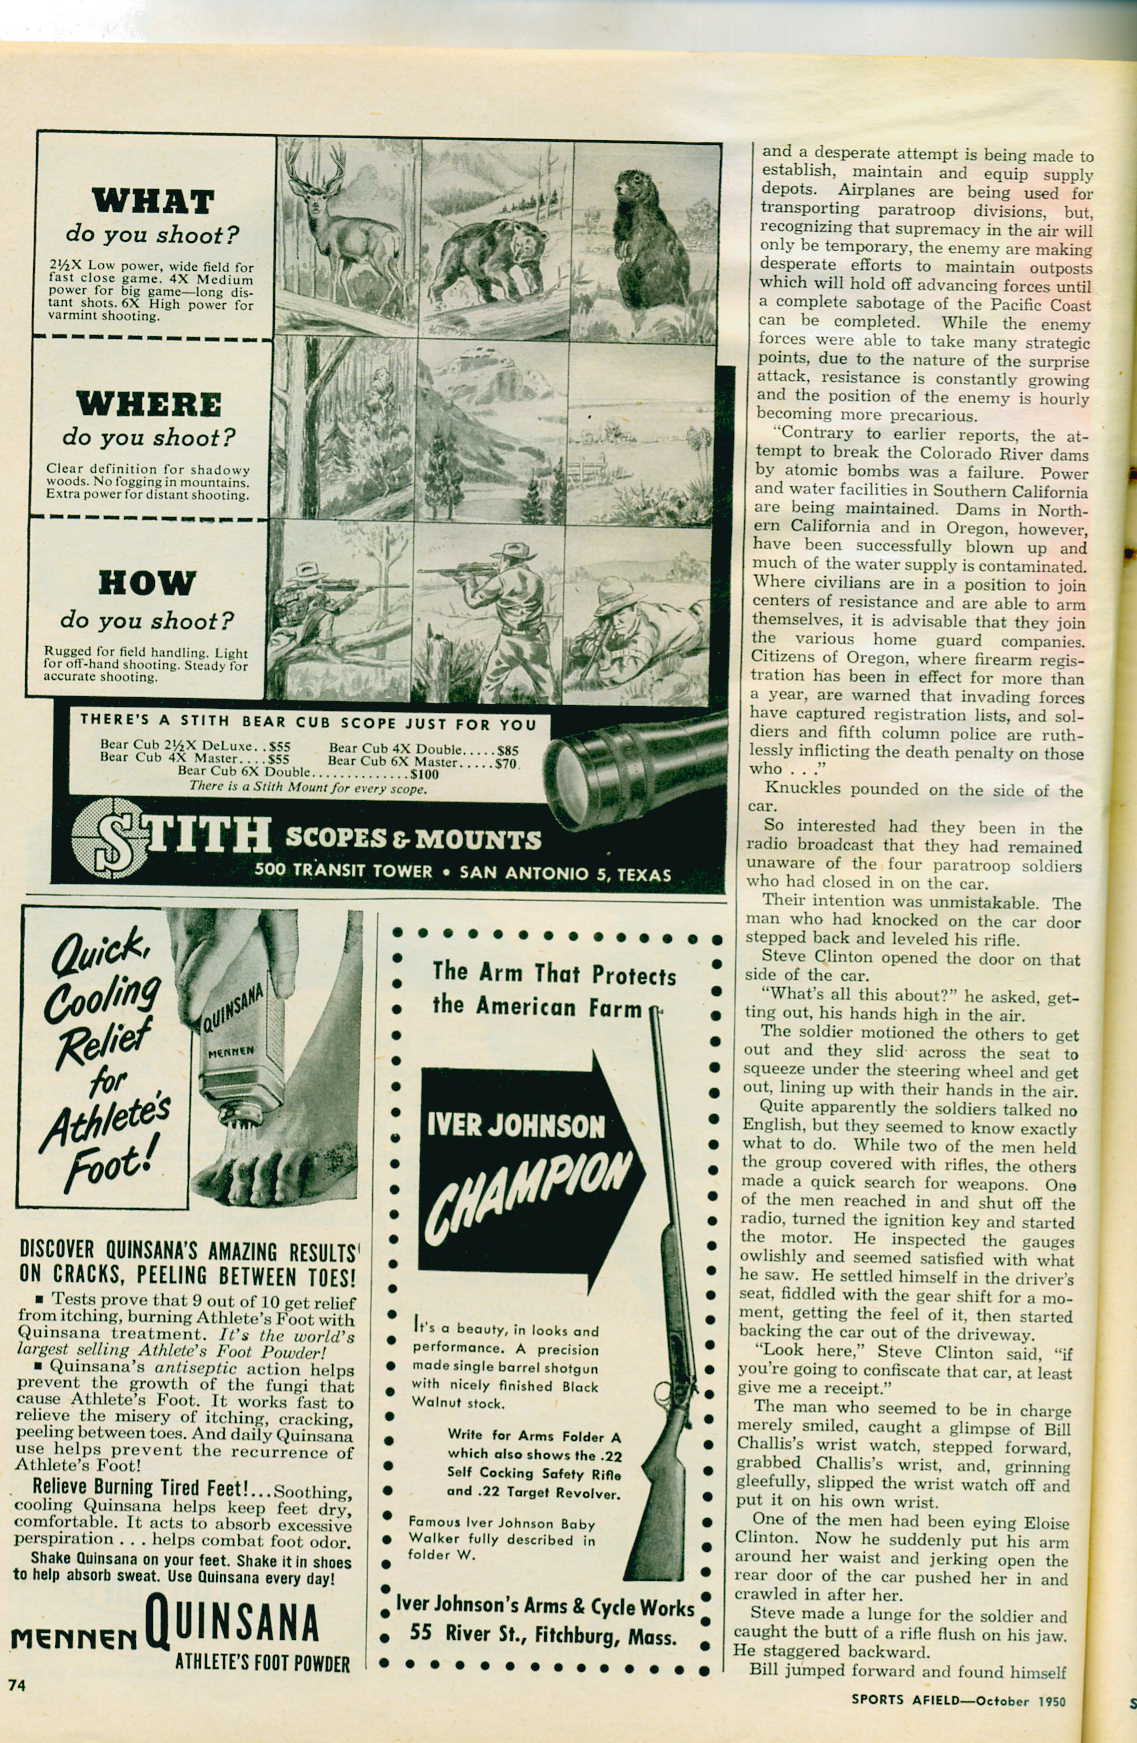 WHAT
do you shoot?
2½X Low power, wide field for
fast close game. 4X Medium
power for big game—long dis-
tant shots. 6X High power for
varmint shooting.
WHERE
do you shoot?
Clear definition for shadowy
woods. No fogging in mountains.
Extra power for distant shooting.
HOW
do you shoot?
Rugged for field handling. Light
for off-hand shooting. Steady for
accurate shooting.
THERE'S A STITH BEAR CUB SCOPE JUST FOR YOU
Bear Cub 2½X DeLuxe..$55
Bear Cub 4X Double.....$85
Bear Cub 4X Master....$55
Bear Cub 6X Master.....$70
Bear Cub 6X Double..............$100
There is a Stith Mount for every scope.
STITH SCOPES & MOUNTS
500 TRANSIT TOWER • SAN ANTONIO 5, TEXAS
Quick,
Cooling
Relief
for
Athlete's
Foot!
QUINSANA
MENNEN
DISCOVER QUINSANA'S AMAZING RESULTS
ON CRACKS, PEELING BETWEEN TOES!
■ Tests prove that 9 out of 10 get relief
from itching, burning Athlete's Foot with
Quinsana treatment. It's the world's
largest selling Athlete's Foot Powder!
■ Quinsana's antiseptic action helps
prevent the growth of the fungi that
cause Athlete's Foot. It works fast to
relieve the misery of itching, cracking,
peeling between toes. And daily Quinsana
use helps prevent the recurrence of
Athlete's Foot!
Relieve Burning Tired Feet!...Soothing,
cooling Quinsana helps keep feet dry,
comfortable. It acts to absorb excessive
perspiration . . . helps combat foot odor.
Shake Quinsana on your feet. Shake it in shoes
to help absorb sweat. Use Quinsana every day!
MENNEN QUINSANA
ATHLETE'S FOOT POWDER
The Arm That Protects
the American Farm
IVER JOHNSON
CHAMPION
It's a beauty, in looks and
performance. A precision
made single barrel shotgun
with nicely finished Black
Walnut stock.
Write for Arms Folder A
which also shows the .22
Self Cocking Safety Rifle
and .22 Target Revolver.
Famous Iver Johnson Baby
Walker fully described in
folder W.
Iver Johnson's Arms & Cycle Works
55 River St., Fitchburg, Mass.
and a desperate attempt is being made to
establish, maintain and equip supply
depots. Airplanes are being used for
transporting paratroop divisions, but,
recognizing that supremacy in the air will
only be temporary, the enemy are making
desperate efforts to maintain outposts
which will hold off advancing forces until
a complete sabotage of the Pacific Coast
can be completed. While the enemy
forces were able to take many strategic
points, due to the nature of the surprise
attack, resistance is constantly growing
and the position of the enemy is hourly
becoming more precarious.
"Contrary to earlier reports, the at-
tempt to break the Colorado River dams
by atomic bombs was a failure. Power
and water facilities in Southern California
are being maintained. Dams in North-
ern California and in Oregon, however,
have been successfully blown up and
much of the water supply is contaminated.
Where civilians are in a position to join
centers of resistance and are able to arm
themselves, it is advisable that they join
the various home guard companies.
Citizens of Oregon, where firearm regis-
tration has been in effect for more than
a year, are warned that invading forces
have captured registration lists, and sol-
diers and fifth column police are ruth-
lessly inflicting the death penalty on those
who . . ."
Knuckles pounded on the side of the
car.
So interested had they been in the
radio broadcast that they had remained
unaware of the four paratroop soldiers
who had closed in on the car.
Their intention was unmistakable. The
man who had knocked on the car door
stepped back and leveled his rifle.
Steve Clinton opened the door on that
side of the car.
"What's all this about?" he asked, get-
ting out, his hands high in the air.
The soldier motioned the others to get
out and they slid across the seat to
squeeze under the steering wheel and get
out, lining up with their hands in the air.
Quite apparently the soldiers talked no
English, but they seemed to know exactly
what to do. While two of the men held
the group covered with rifles, the others
made a quick search for weapons. One
of the men reached in and shut off the
radio, turned the ignition key and started
the motor. He inspected the gauges
owlishly and seemed satisfied with what
he saw. He settled himself in the driver's
seat, fiddled with the gear shift for a mo-
ment, getting the feel of it, then started
backing the car out of the driveway.
"Look here," Steve Clinton said, "if
you're going to confiscate that car, at least
give me a receipt."
The man who seemed to be in charge
merely smiled, caught a glimpse of Bill
Challis's wrist watch, stepped forward,
grabbed Challis's wrist, and, grinning
gleefully, slipped the wrist watch off and
put it on his own wrist.
One of the men had been eying Eloise
Clinton. Now he suddenly put his arm
around her waist and jerking open the
rear door of the car pushed her in and
crawled in after her.
Steve made a lunge for the soldier and
caught the butt of a rifle flush on his jaw.
He staggered backward.
Bill jumped forward and found himself
74
SPORTS AFIELD—October 1950
S